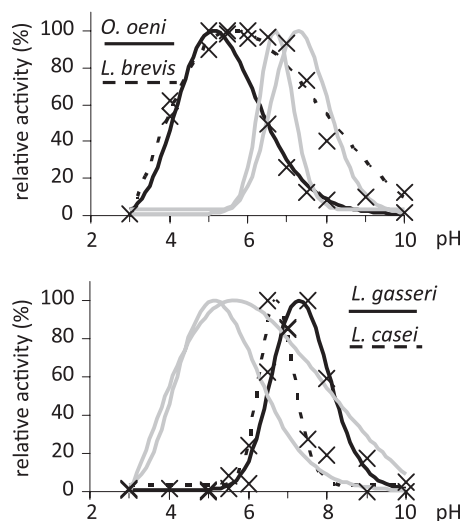 relative activity (%)
100
80
60
40
20
0
O. oeni
L. brevis
2 4 6 8 10 pH
relative activity (%)
100
80
60
40
20
0
L. gasseri
L. casei
2 4 6 8 10 pH